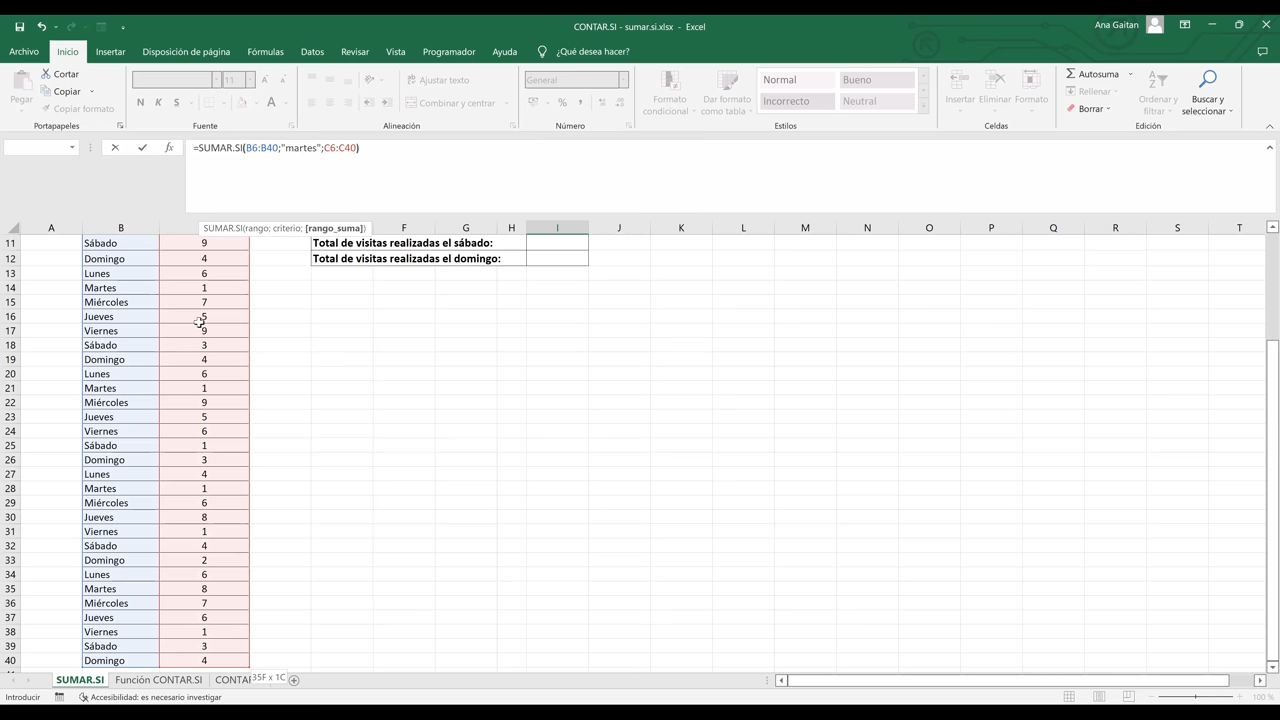 CONTAR.SI - sumar.si.xlsx - Excel
Ana Gaitan
Archivo Inicio Insertar Disposición de página Fórmulas Datos Revisar Vista Programador Ayuda ¿Qué desea hacer?
Pegar
Cortar
Copiar
Copiar formato
Portapapeles
11
N K S
Fuente
Ajustar texto
Combinar y centrar
Alineación
General
Número
Formato condicional
Dar formato como tabla
Normal Bueno
Incorrecto Neutral
Estilos
Insertar Eliminar Formato
Celdas
Autosuma
Rellenar
Borrar
Ordenar y filtrar
Buscar y seleccionar
Edición
=SUMAR.SI(B6:B40;"martes";C6:C40)
SUMAR.SI(rango; criterio; [rango_suma])
A B F G H I J K L M N O P Q R S T
11 Sábado 9 Total de visitas realizadas el sábado:
12 Domingo 4 Total de visitas realizadas el domingo:
13 Lunes 6
14 Martes 1
15 Miércoles 7
16 Jueves 5
17 Viernes 9
18 Sábado 3
19 Domingo 4
20 Lunes 6
21 Martes 1
22 Miércoles 9
23 Jueves 5
24 Viernes 6
25 Sábado 1
26 Domingo 3
27 Lunes 4
28 Martes 1
29 Miércoles 6
30 Jueves 8
31 Viernes 1
32 Sábado 4
33 Domingo 2
34 Lunes 6
35 Martes 8
36 Miércoles 7
37 Jueves 6
38 Viernes 1
39 Sábado 3
40 Domingo 4
SUMAR.SI Función CONTAR.SI CONTA 35F x 1C
Introducir Accesibilidad: es necesario investigar 100 %